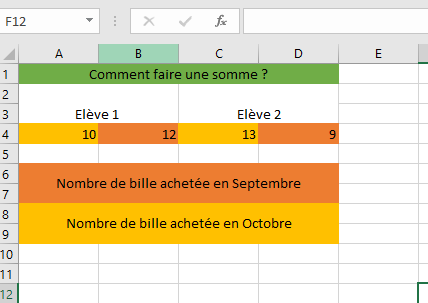 F12
fx
A B C D E
1 Comment faire une somme ?
2
3 Elève 1 Elève 2
4 10 12 13 9
5
6
Nombre de bille achetée en Septembre
7
8
Nombre de bille achetée en Octobre
9
10
11
12